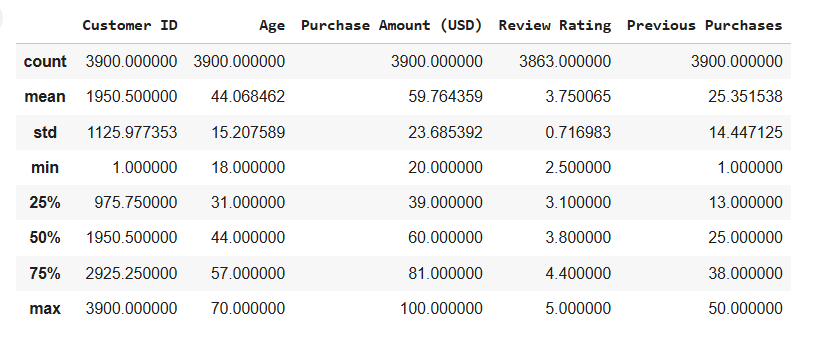 Customer ID Age Purchase Amount (USD) Review Rating Previous Purchases
count 3900.000000 3900.000000 3900.000000 3863.000000 3900.000000
mean 1950.500000 44.068462 59.764359 3.750065 25.351538
std 1125.977353 15.207589 23.685392 0.716983 14.447125
min 1.000000 18.000000 20.000000 2.500000 1.000000
25% 975.750000 31.000000 39.000000 3.100000 13.000000
50% 1950.500000 44.000000 60.000000 3.800000 25.000000
75% 2925.250000 57.000000 81.000000 4.400000 38.000000
max 3900.000000 70.000000 100.000000 5.000000 50.000000